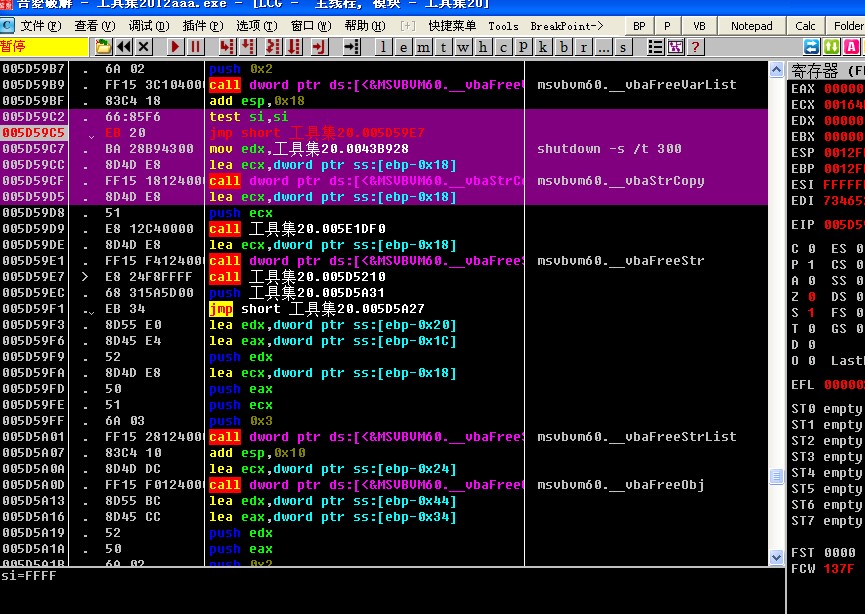 吾爱破解 - 工具集2012aaa.exe - [LCG - 主线程, 模块 - 工具集20]
文件(F) 查看(V) 调试(D) 插件(P) 选项(T) 窗口(W) 帮助(H) [+] 快捷菜单 Tools BreakPoint-> BP P VB Notepad Calc Folder
暂停 l e m t w h c p k b r ... s ?
005D59B7 . 6A 02 push 0x2
005D59B9 . FF15 3C104000 call dword ptr ds:[<&MSVBVM60.__vbaFreeV msvbvm60.__vbaFreeVarList
005D59BF . 83C4 18 add esp,0x18
005D59C2 . 66:85F6 test si,si
005D59C5 . EB 20 jmp short 工具集20.005D59E7
005D59C7 . BA 28B94300 mov edx,工具集20.0043B928 shutdown -s /t 300
005D59CC . 8D4D E8 lea ecx,dword ptr ss:[ebp-0x18]
005D59CF . FF15 18124000 call dword ptr ds:[<&MSVBVM60.__vbaStrCo msvbvm60.__vbaStrCopy
005D59D5 . 8D4D E8 lea ecx,dword ptr ss:[ebp-0x18]
005D59D8 . 51 push ecx
005D59D9 . E8 12C40000 call 工具集20.005E1DF0
005D59DE . 8D4D E8 lea ecx,dword ptr ss:[ebp-0x18]
005D59E1 . FF15 F4124000 call dword ptr ds:[<&MSVBVM60.__vbaFreeS msvbvm60.__vbaFreeStr
005D59E7 > E8 24F8FFFF call 工具集20.005D5210
005D59EC . 68 315A5D00 push 工具集20.005D5A31
005D59F1 . EB 34 jmp short 工具集20.005D5A27
005D59F3 . 8D55 E0 lea edx,dword ptr ss:[ebp-0x20]
005D59F6 . 8D45 E4 lea eax,dword ptr ss:[ebp-0x1C]
005D59F9 . 52 push edx
005D59FA . 8D4D E8 lea ecx,dword ptr ss:[ebp-0x18]
005D59FD . 50 push eax
005D59FE . 51 push ecx
005D59FF . 6A 03 push 0x3
005D5A01 . FF15 28124000 call dword ptr ds:[<&MSVBVM60.__vbaFreeS msvbvm60.__vbaFreeStrList
005D5A07 . 83C4 10 add esp,0x10
005D5A0A . 8D4D DC lea ecx,dword ptr ss:[ebp-0x24]
005D5A0D . FF15 F0124000 call dword ptr ds:[<&MSVBVM60.__vbaFreeO msvbvm60.__vbaFreeObj
005D5A13 . 8D55 BC lea edx,dword ptr ss:[ebp-0x44]
005D5A16 . 8D45 CC lea eax,dword ptr ss:[ebp-0x34]
005D5A19 . 52 push edx
005D5A1A . 50 push eax
005D5A1B . 6A 02 push 0x2
si=FFFF
寄存器 (F
EAX 00000
ECX 00164
EDX 00000
EBX 00000
ESP 0012F
EBP 0012F
ESI FFFFF
EDI 73465
EIP 005D5
C 0 ES 0
P 1 CS 0
A 0 SS 0
Z 0 DS 0
S 1 FS 0
T 0 GS 0
D 0
O 0 Last
EFL 00000
ST0 empty
ST1 empty
ST2 empty
ST3 empty
ST4 empty
ST5 empty
ST6 empty
ST7 empty
FST 0000
FCW 137F